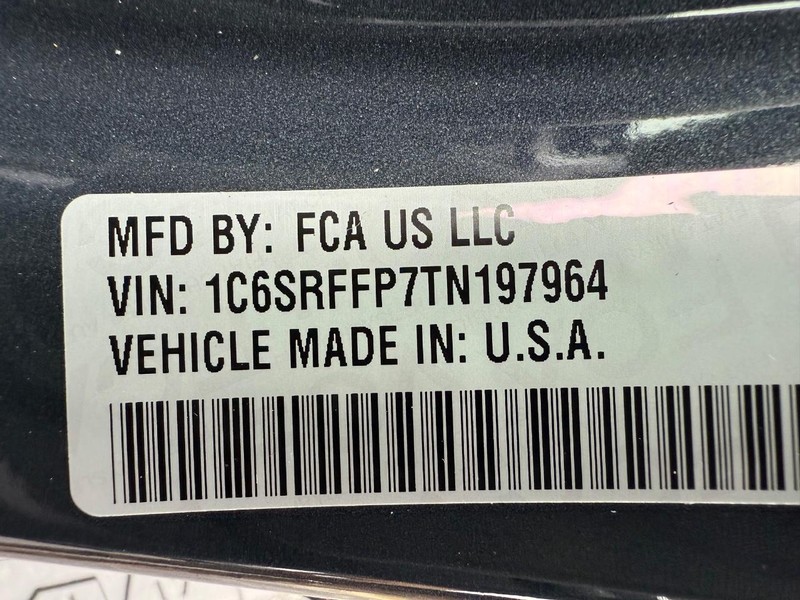 MFD BY: FCA US LLC
VIN: 1C6SRFFP7TN197964
VEHICLE MADE IN: U.S.A.